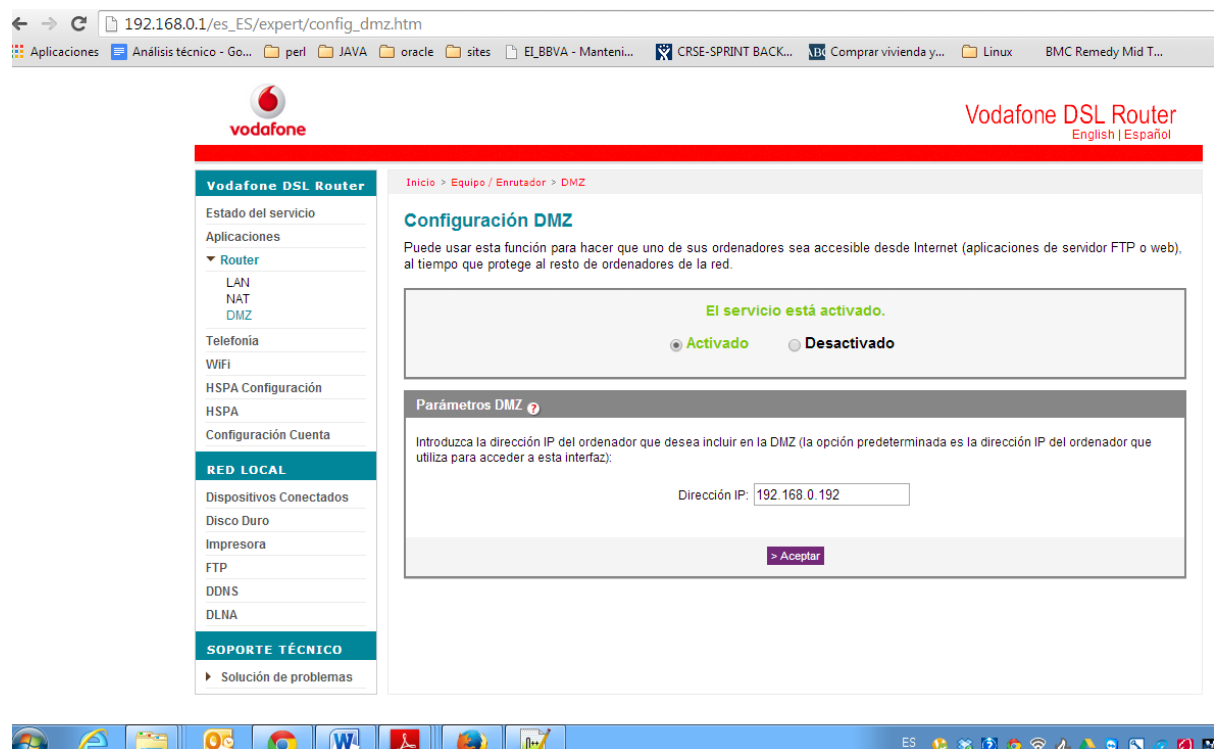 192.168.0.1/es_ES/expert/config_dmz.htm
Aplicaciones Análisis técnico - Go... perl JAVA oracle sites EI_BBVA - Manteni... CRSE-SPRINT BACK... Comprar vivienda y... Linux BMC Remedy Mid T...
vodafone
Vodafone DSL Router
English | Español
Vodafone DSL Router
Estado del servicio
Aplicaciones
Router
LAN
NAT
DMZ
Telefonía
WiFi
HSPA Configuración
HSPA
Configuración Cuenta
RED LOCAL
Dispositivos Conectados
Disco Duro
Impresora
FTP
DDNS
DLNA
SOPORTE TÉCNICO
Solución de problemas
Inicio > Equipo / Enrutador > DMZ
Configuración DMZ
Puede usar esta función para hacer que uno de sus ordenadores sea accesible desde Internet (aplicaciones de servidor FTP o web),
al tiempo que protege al resto de ordenadores de la red.
El servicio está activado.
Activado Desactivado
Parámetros DMZ ?
Introduzca la dirección IP del ordenador que desea incluir en la DMZ (la opción predeterminada es la dirección IP del ordenador que
utiliza para acceder a esta interfaz):
Dirección IP: 192.168.0.192
> Aceptar
ES